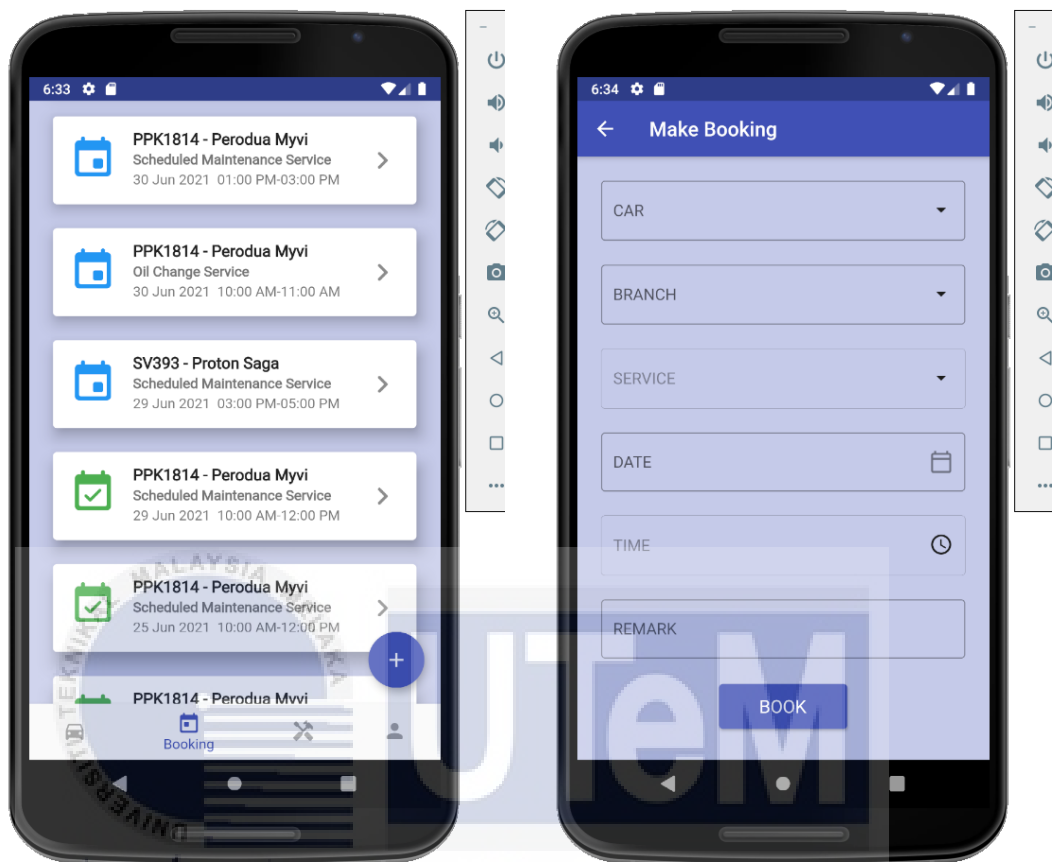 6:33
PPK1814 - Perodua Myvi
Scheduled Maintenance Service
30 Jun 2021 01:00 PM-03:00 PM
PPK1814 - Perodua Myvi
Oil Change Service
30 Jun 2021 10:00 AM-11:00 AM
SV393 - Proton Saga
Scheduled Maintenance Service
29 Jun 2021 03:00 PM-05:00 PM
PPK1814 - Perodua Myvi
Scheduled Maintenance Service
29 Jun 2021 10:00 AM-12:00 PM
PPK1814 - Perodua Myvi
Scheduled Maintenance Service
25 Jun 2021 10:00 AM-12:00 PM
PPK1814 - Perodua Myvi
Booking
6:34
Make Booking
CAR
BRANCH
SERVICE
DATE
TIME
REMARK
BOOK
UNIVERSITI TEKNIKAL MALAYSIA MELAKA
UTeM